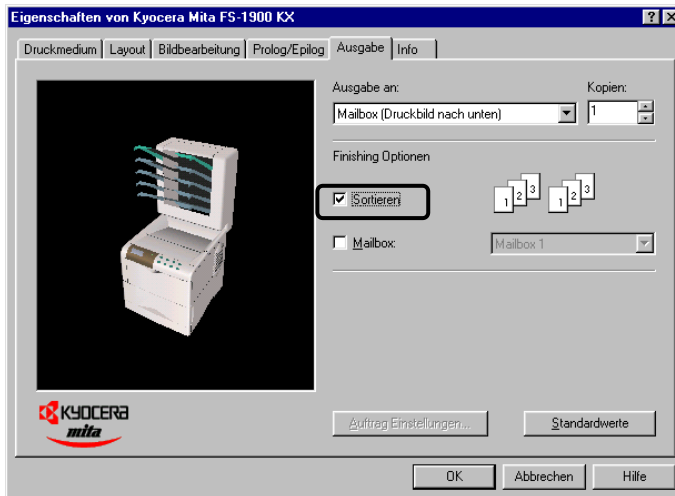 Eigenschaften von Kyocera Mita FS-1900 KX
Druckmedium Layout Bildbearbeitung Prolog/Epilog Ausgabe Info
Ausgabe an: Kopien:
Mailbox (Druckbild nach unten) 1
Finishing Optionen
Sortieren
1 2 3 1 2 3
Mailbox: Mailbox 1
KYOCERA
mita
Auftrag Einstellungen... Standardwerte
OK Abbrechen Hilfe